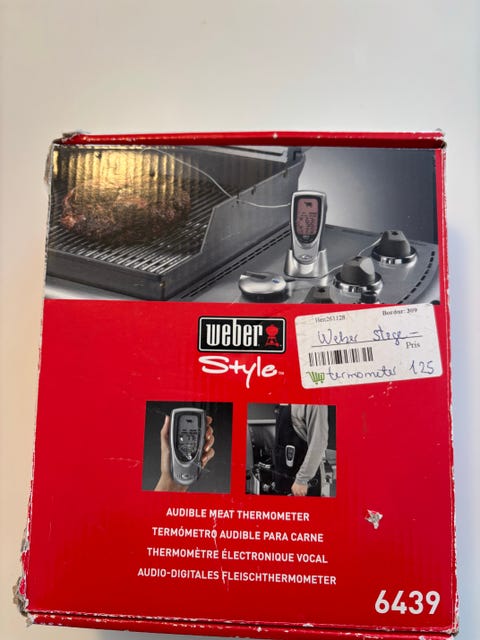 Bordnr: 309
Weber stege-
Pris
termometer 125
weber
Style™
AUDIBLE MEAT THERMOMETER
TERMÓMETRO AUDIBLE PARA CARNE
THERMOMÈTRE ÉLECTRONIQUE VOCAL
AUDIO-DIGITALES FLEISCHTHERMOMETER
6439